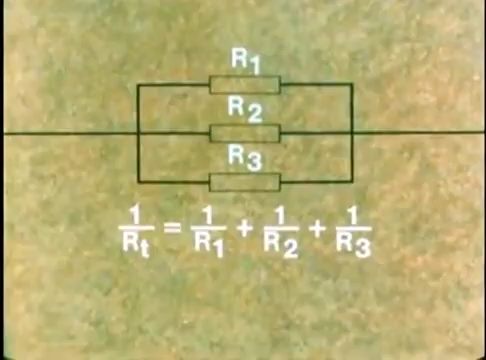 R1
R2
R3
1/Rt = 1/R1 + 1/R2 + 1/R3